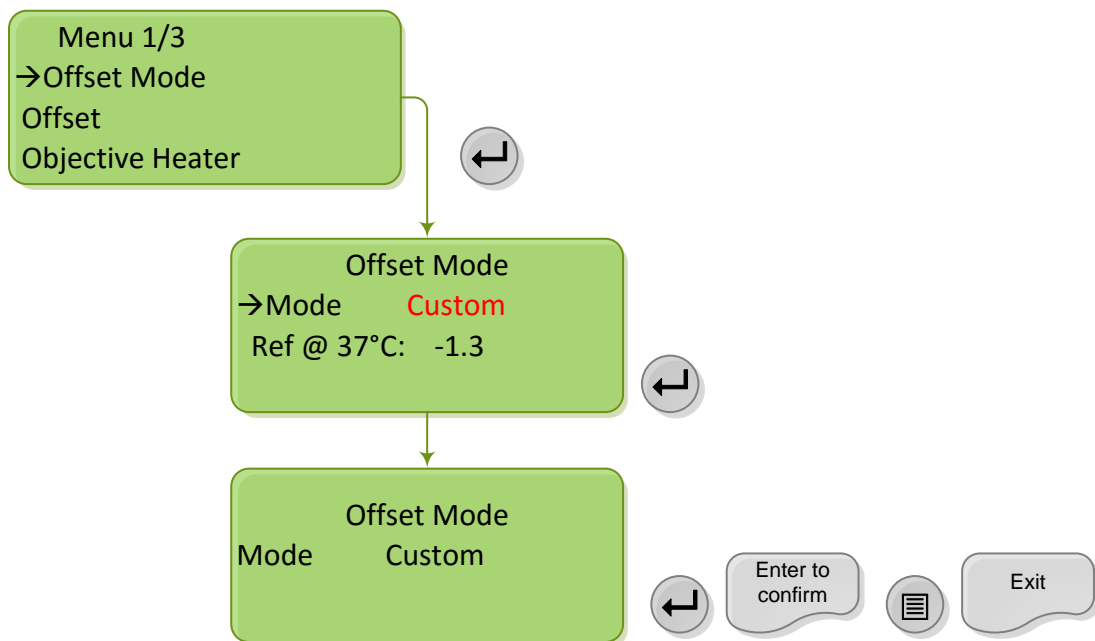 Menu 1/3
→Offset Mode
Offset
Objective Heater
Offset Mode
→Mode Custom
Ref @ 37°C: -1.3
Offset Mode
Mode Custom
Enter to
confirm
Exit